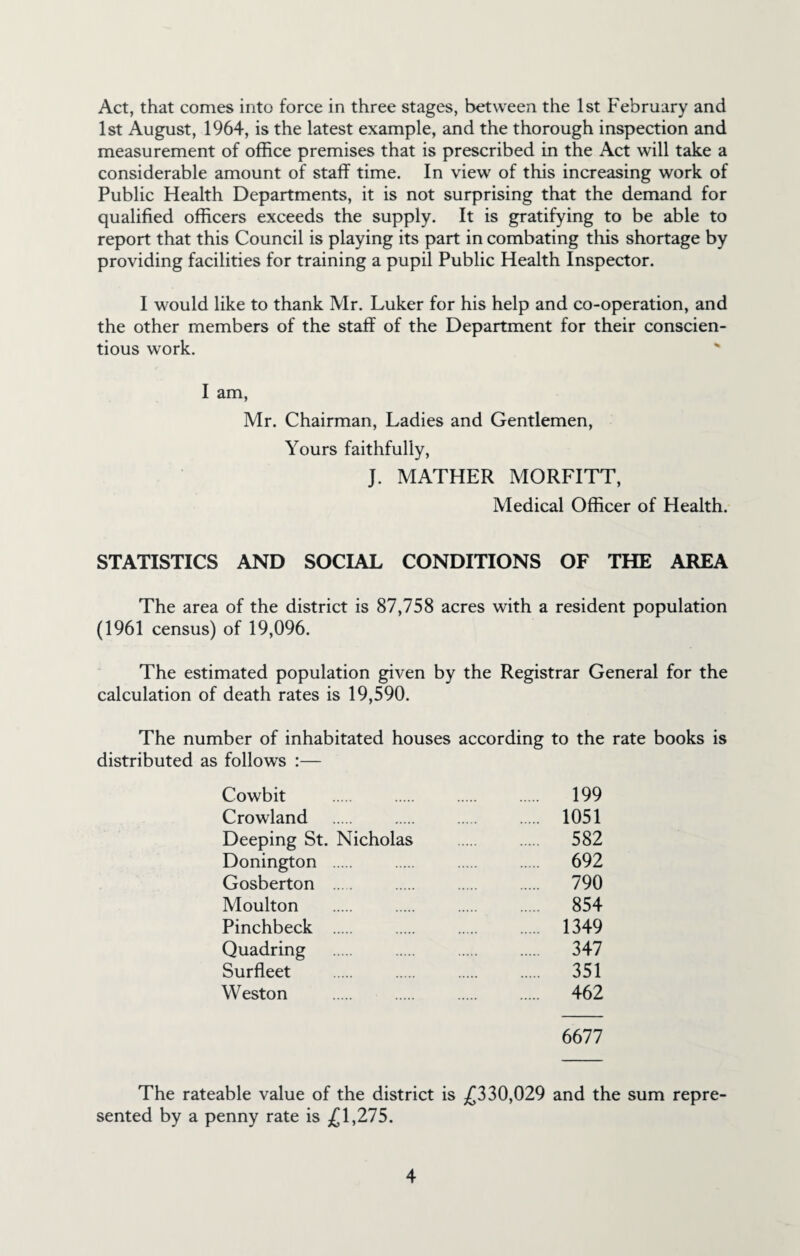 Act, that comes into force in three stages, between the 1st February and
1st August, 1964, is the latest example, and the thorough inspection and
measurement of office premises that is prescribed in the Act will take a
considerable amount of staff time. In view of this increasing work of
Public Health Departments, it is not surprising that the demand for
qualified officers exceeds the supply. It is gratifying to be able to
report that this Council is playing its part in combating this shortage by
providing facilities for training a pupil Public Health Inspector.
I would like to thank Mr. Luker for his help and co-operation, and
the other members of the staff of the Department for their conscien-
tious work.
I am,
Mr. Chairman, Ladies and Gentlemen,
Yours faithfully,
J. MATHER MORFITT,
Medical Officer of Health.
STATISTICS AND SOCIAL CONDITIONS OF THE AREA
The area of the district is 87,758 acres with a resident population
(1961 census) of 19,096.
The estimated population given by the Registrar General for the
calculation of death rates is 19,590.
The number of inhabitated houses according to the rate books is
distributed as follows :—
Cowbit ..... ..... ..... ..... 199
Crowland ..... ..... ..... ..... 1051
Deeping St. Nicholas ..... ..... 582
Donington ..... ..... ..... ..... 692
Gosberton ..... ..... ..... ..... 790
Moulton ..... ..... ..... ..... 854
Pinchbeck ..... ..... ..... ..... 1349
Quadring ..... ..... ..... ..... 347
Surfleet ..... ..... ..... ..... 351
Weston ..... ..... ..... ..... 462
6677
The rateable value of the district is £330,029 and the sum repre-
sented by a penny rate is £1,275.
4